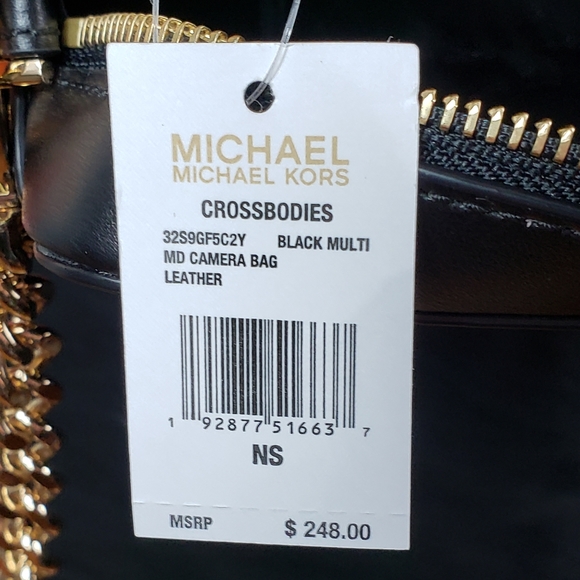 MICHAEL
MICHAEL KORS
CROSSBODIES
32S9GF5C2Y BLACK MULTI
MD CAMERA BAG
LEATHER
1 92877 51663 7
NS
MSRP $ 248.00